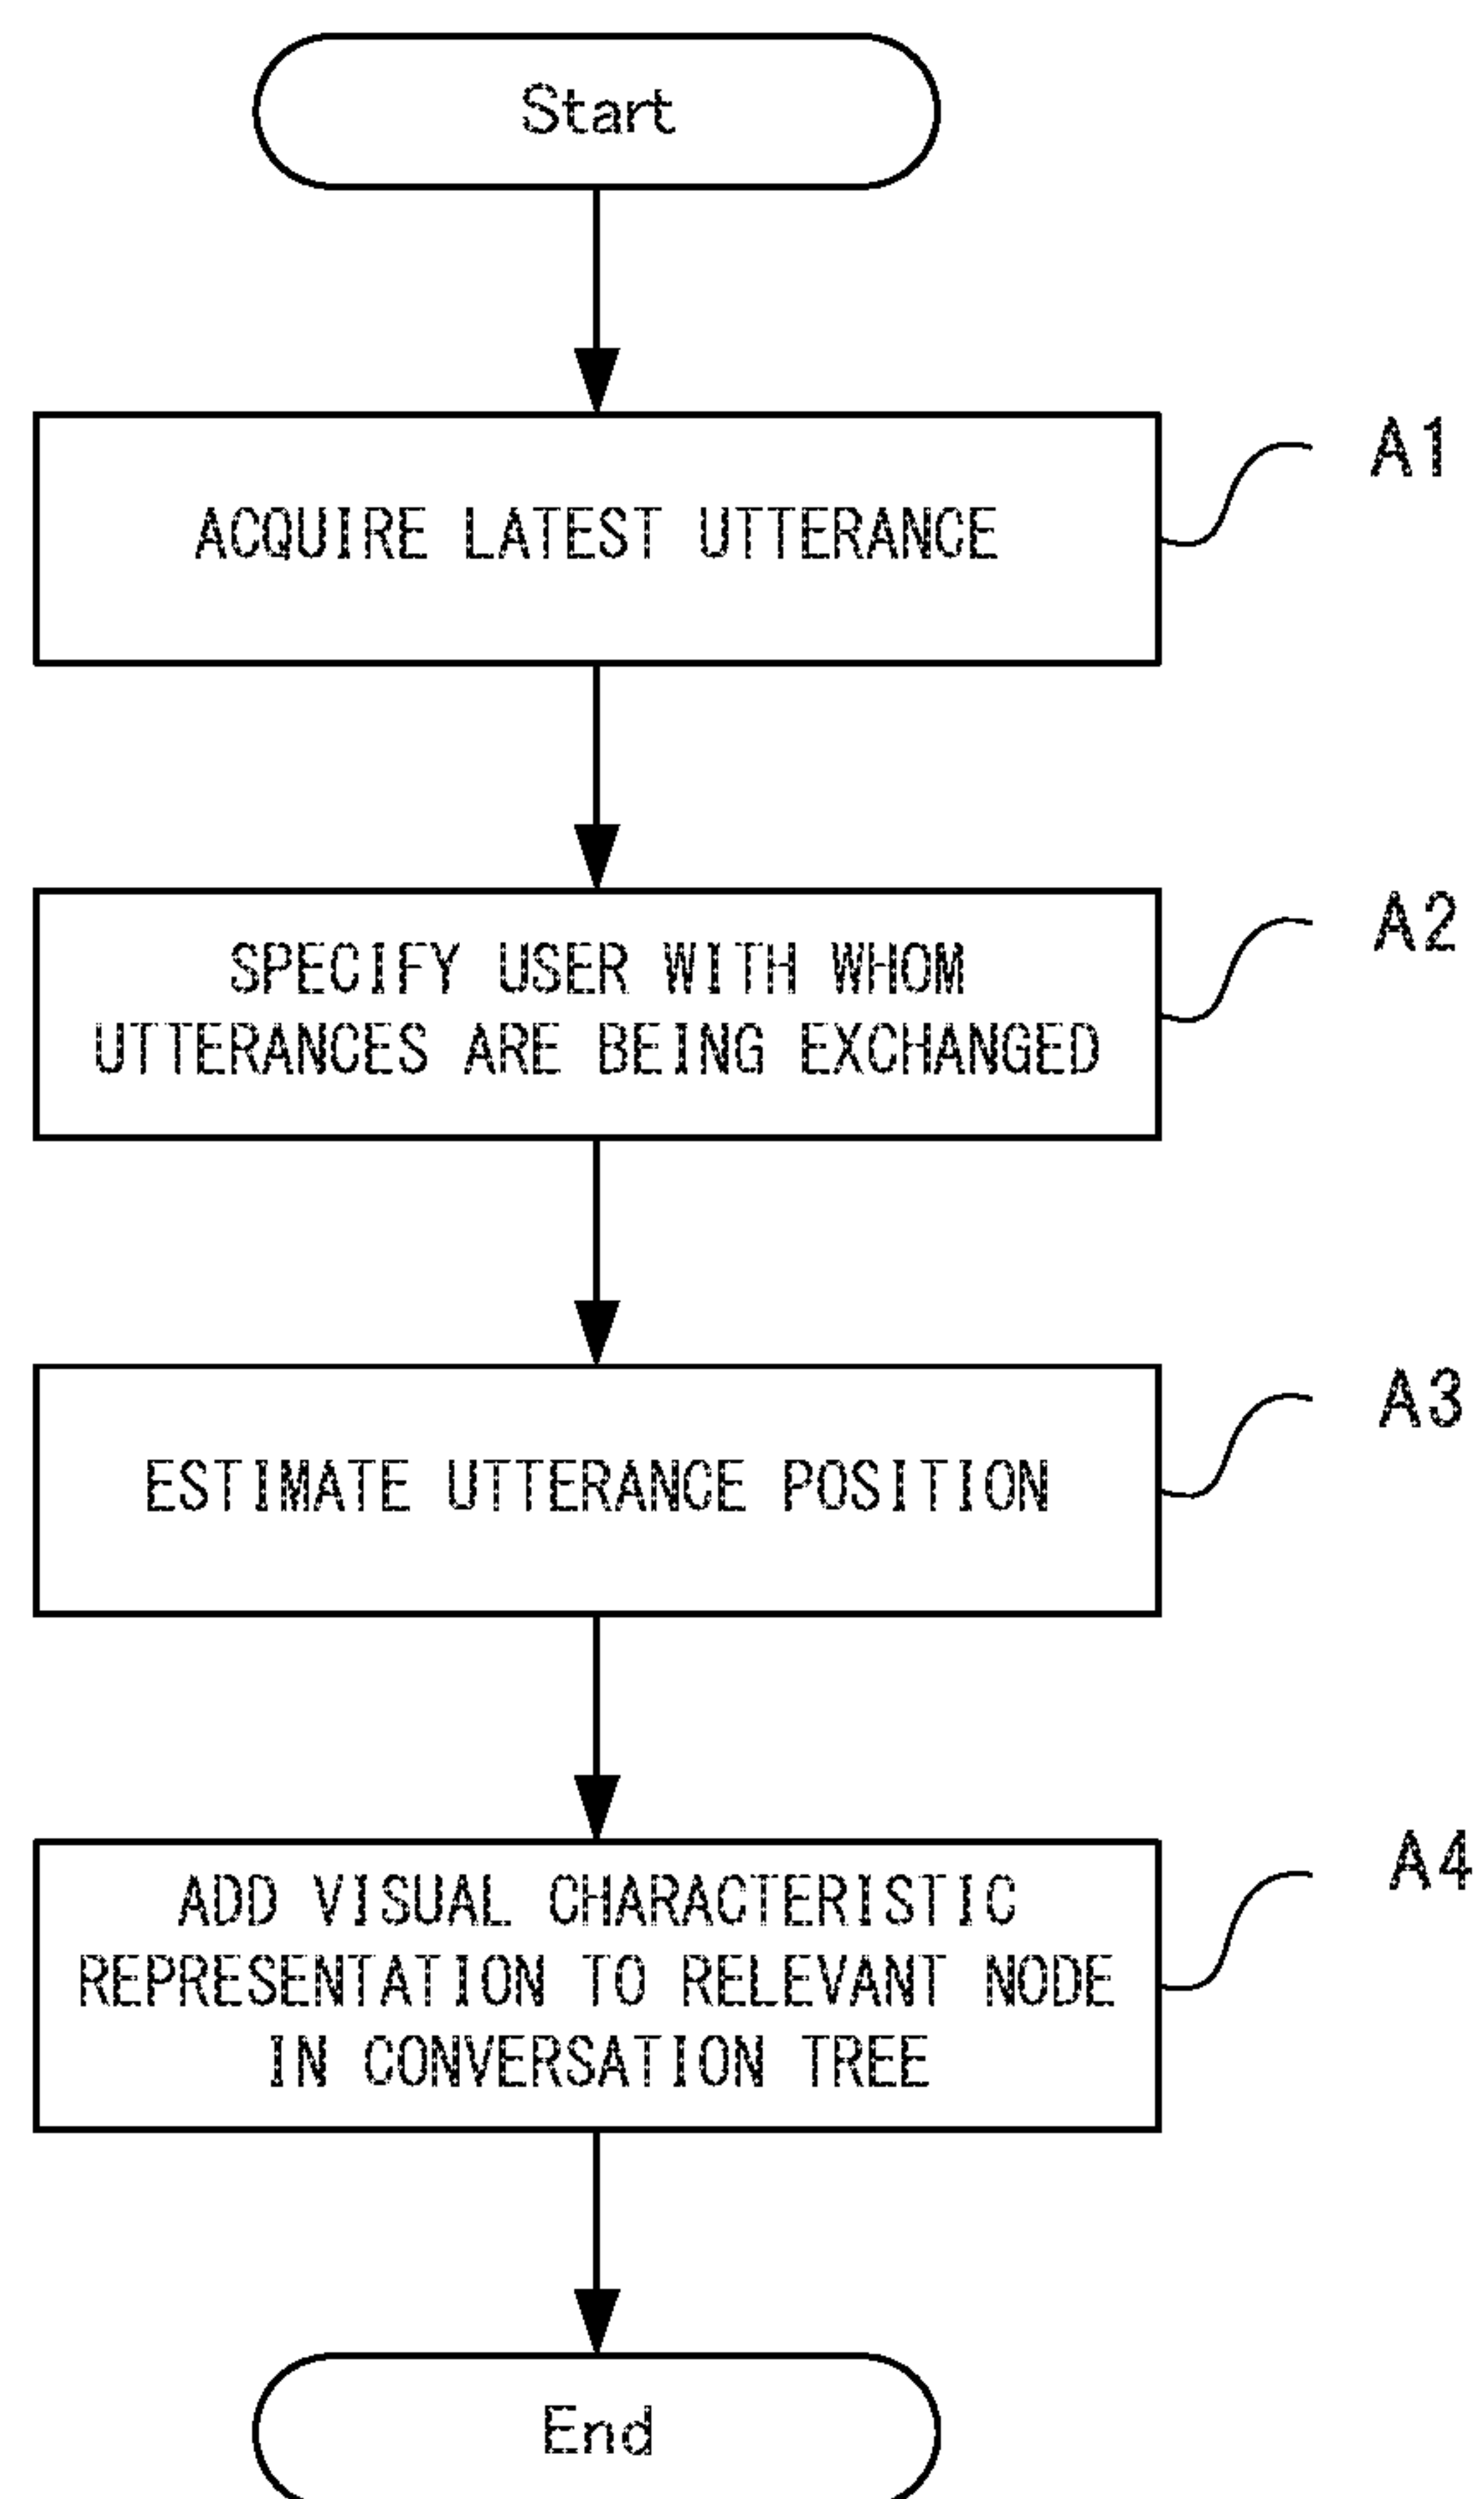 Start
ACQUIRE LATEST UTTERANCE
A1
SPECIFY USER WITH WHOM
UTTERANCES ARE BEING EXCHANGED
A2
ESTIMATE UTTERANCE POSITION
A3
ADD VISUAL CHARACTERISTIC
REPRESENTATION TO RELEVANT NODE
IN CONVERSATION TREE
A4
End